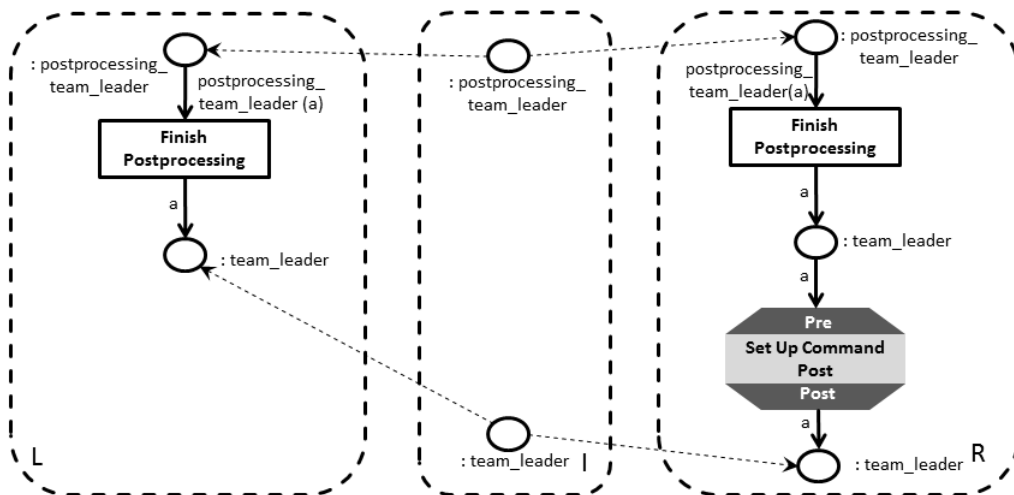 : postprocessing_
team_leader
postprocessing_
team_leader (a)
Finish
Postprocessing
a
: team_leader
L
: postprocessing_
team_leader
: team_leader
I
: postprocessing_
team_leader
postprocessing_
team_leader(a)
Finish
Postprocessing
a
: team_leader
a
Pre
Set Up Command
Post
Post
a
: team_leader
R